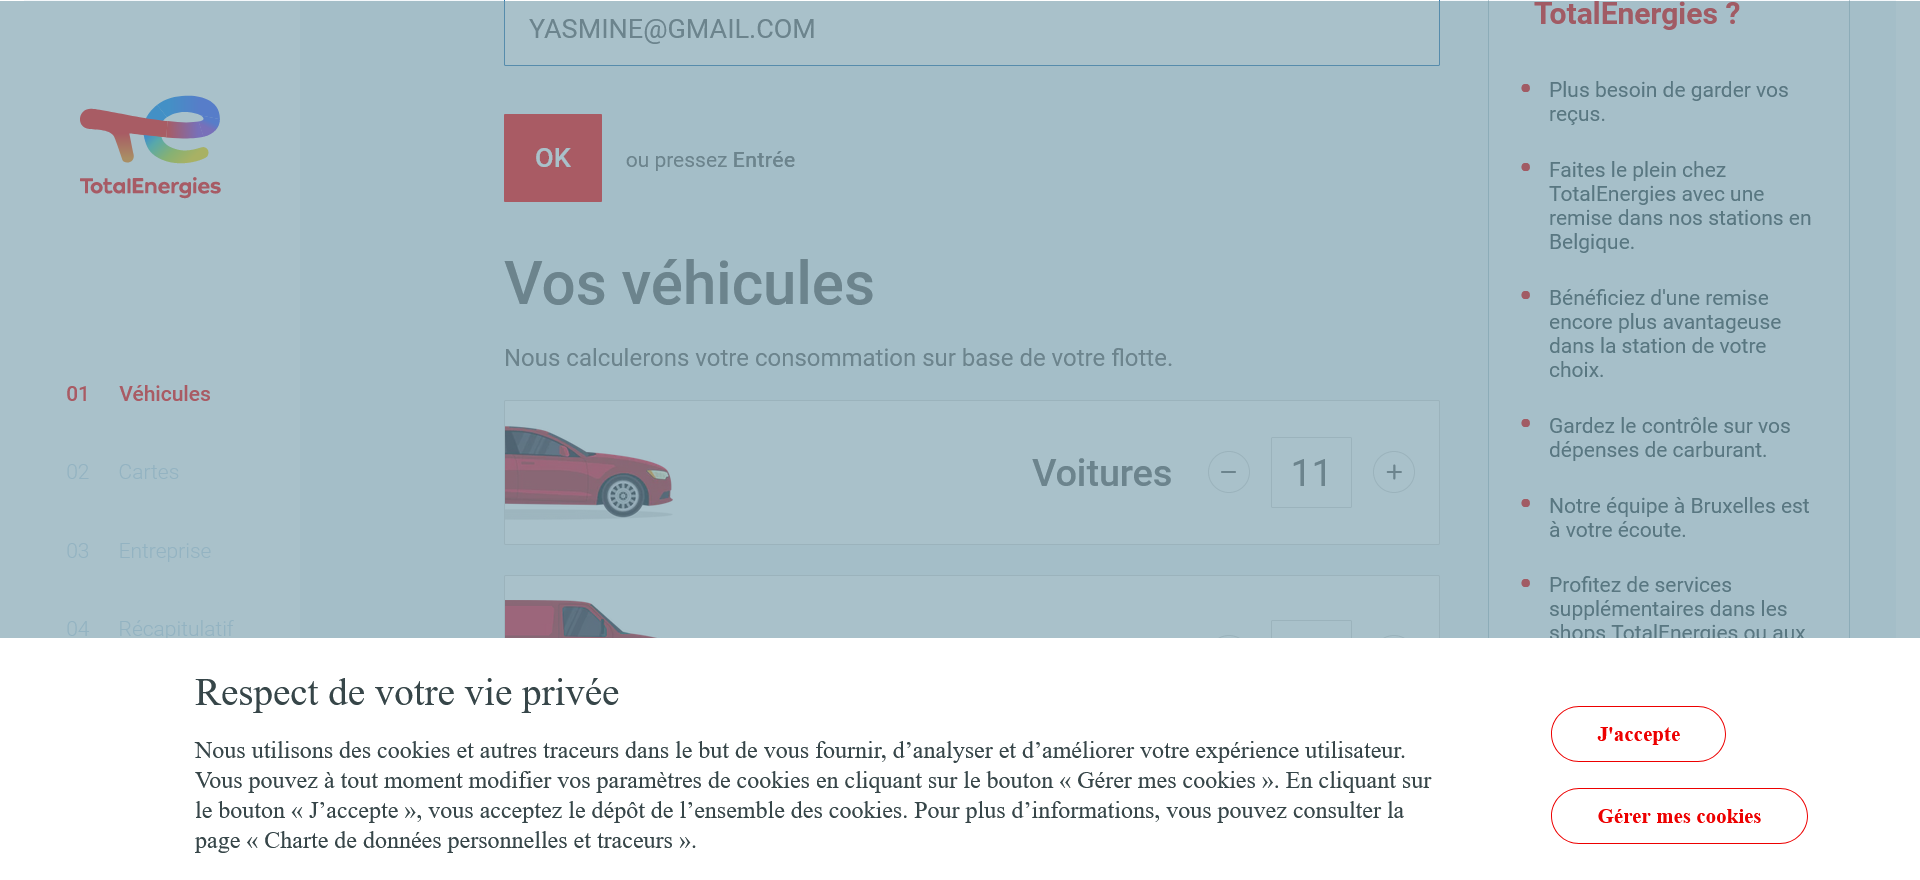 YASMINE@GMAIL.COM
OK
ou pressez Entrée
TotalEnergies
01 Véhicules
02 Cartes
03 Entreprise
04 Récapitulatif
Vos véhicules
Nous calculerons votre consommation sur base de votre flotte.
Voitures
11
TotalEnergies ?
Plus besoin de garder vos
reçus.
Faites le plein chez
TotalEnergies avec une
remise dans nos stations en
Belgique.
Bénéficiez d'une remise
encore plus avantageuse
dans la station de votre
choix.
Gardez le contrôle sur vos
dépenses de carburant.
Notre équipe à Bruxelles est
à votre écoute.
Profitez de services
supplémentaires dans les
shops TotalEnergies ou aux
Respect de votre vie privée
Nous utilisons des cookies et autres traceurs dans le but de vous fournir, d’analyser et d’améliorer votre expérience utilisateur.
Vous pouvez à tout moment modifier vos paramètres de cookies en cliquant sur le bouton « Gérer mes cookies ». En cliquant sur
le bouton « J’accepte », vous acceptez le dépôt de l’ensemble des cookies. Pour plus d’informations, vous pouvez consulter la
page « Charte de données personnelles et traceurs ».
J'accepte
Gérer mes cookies